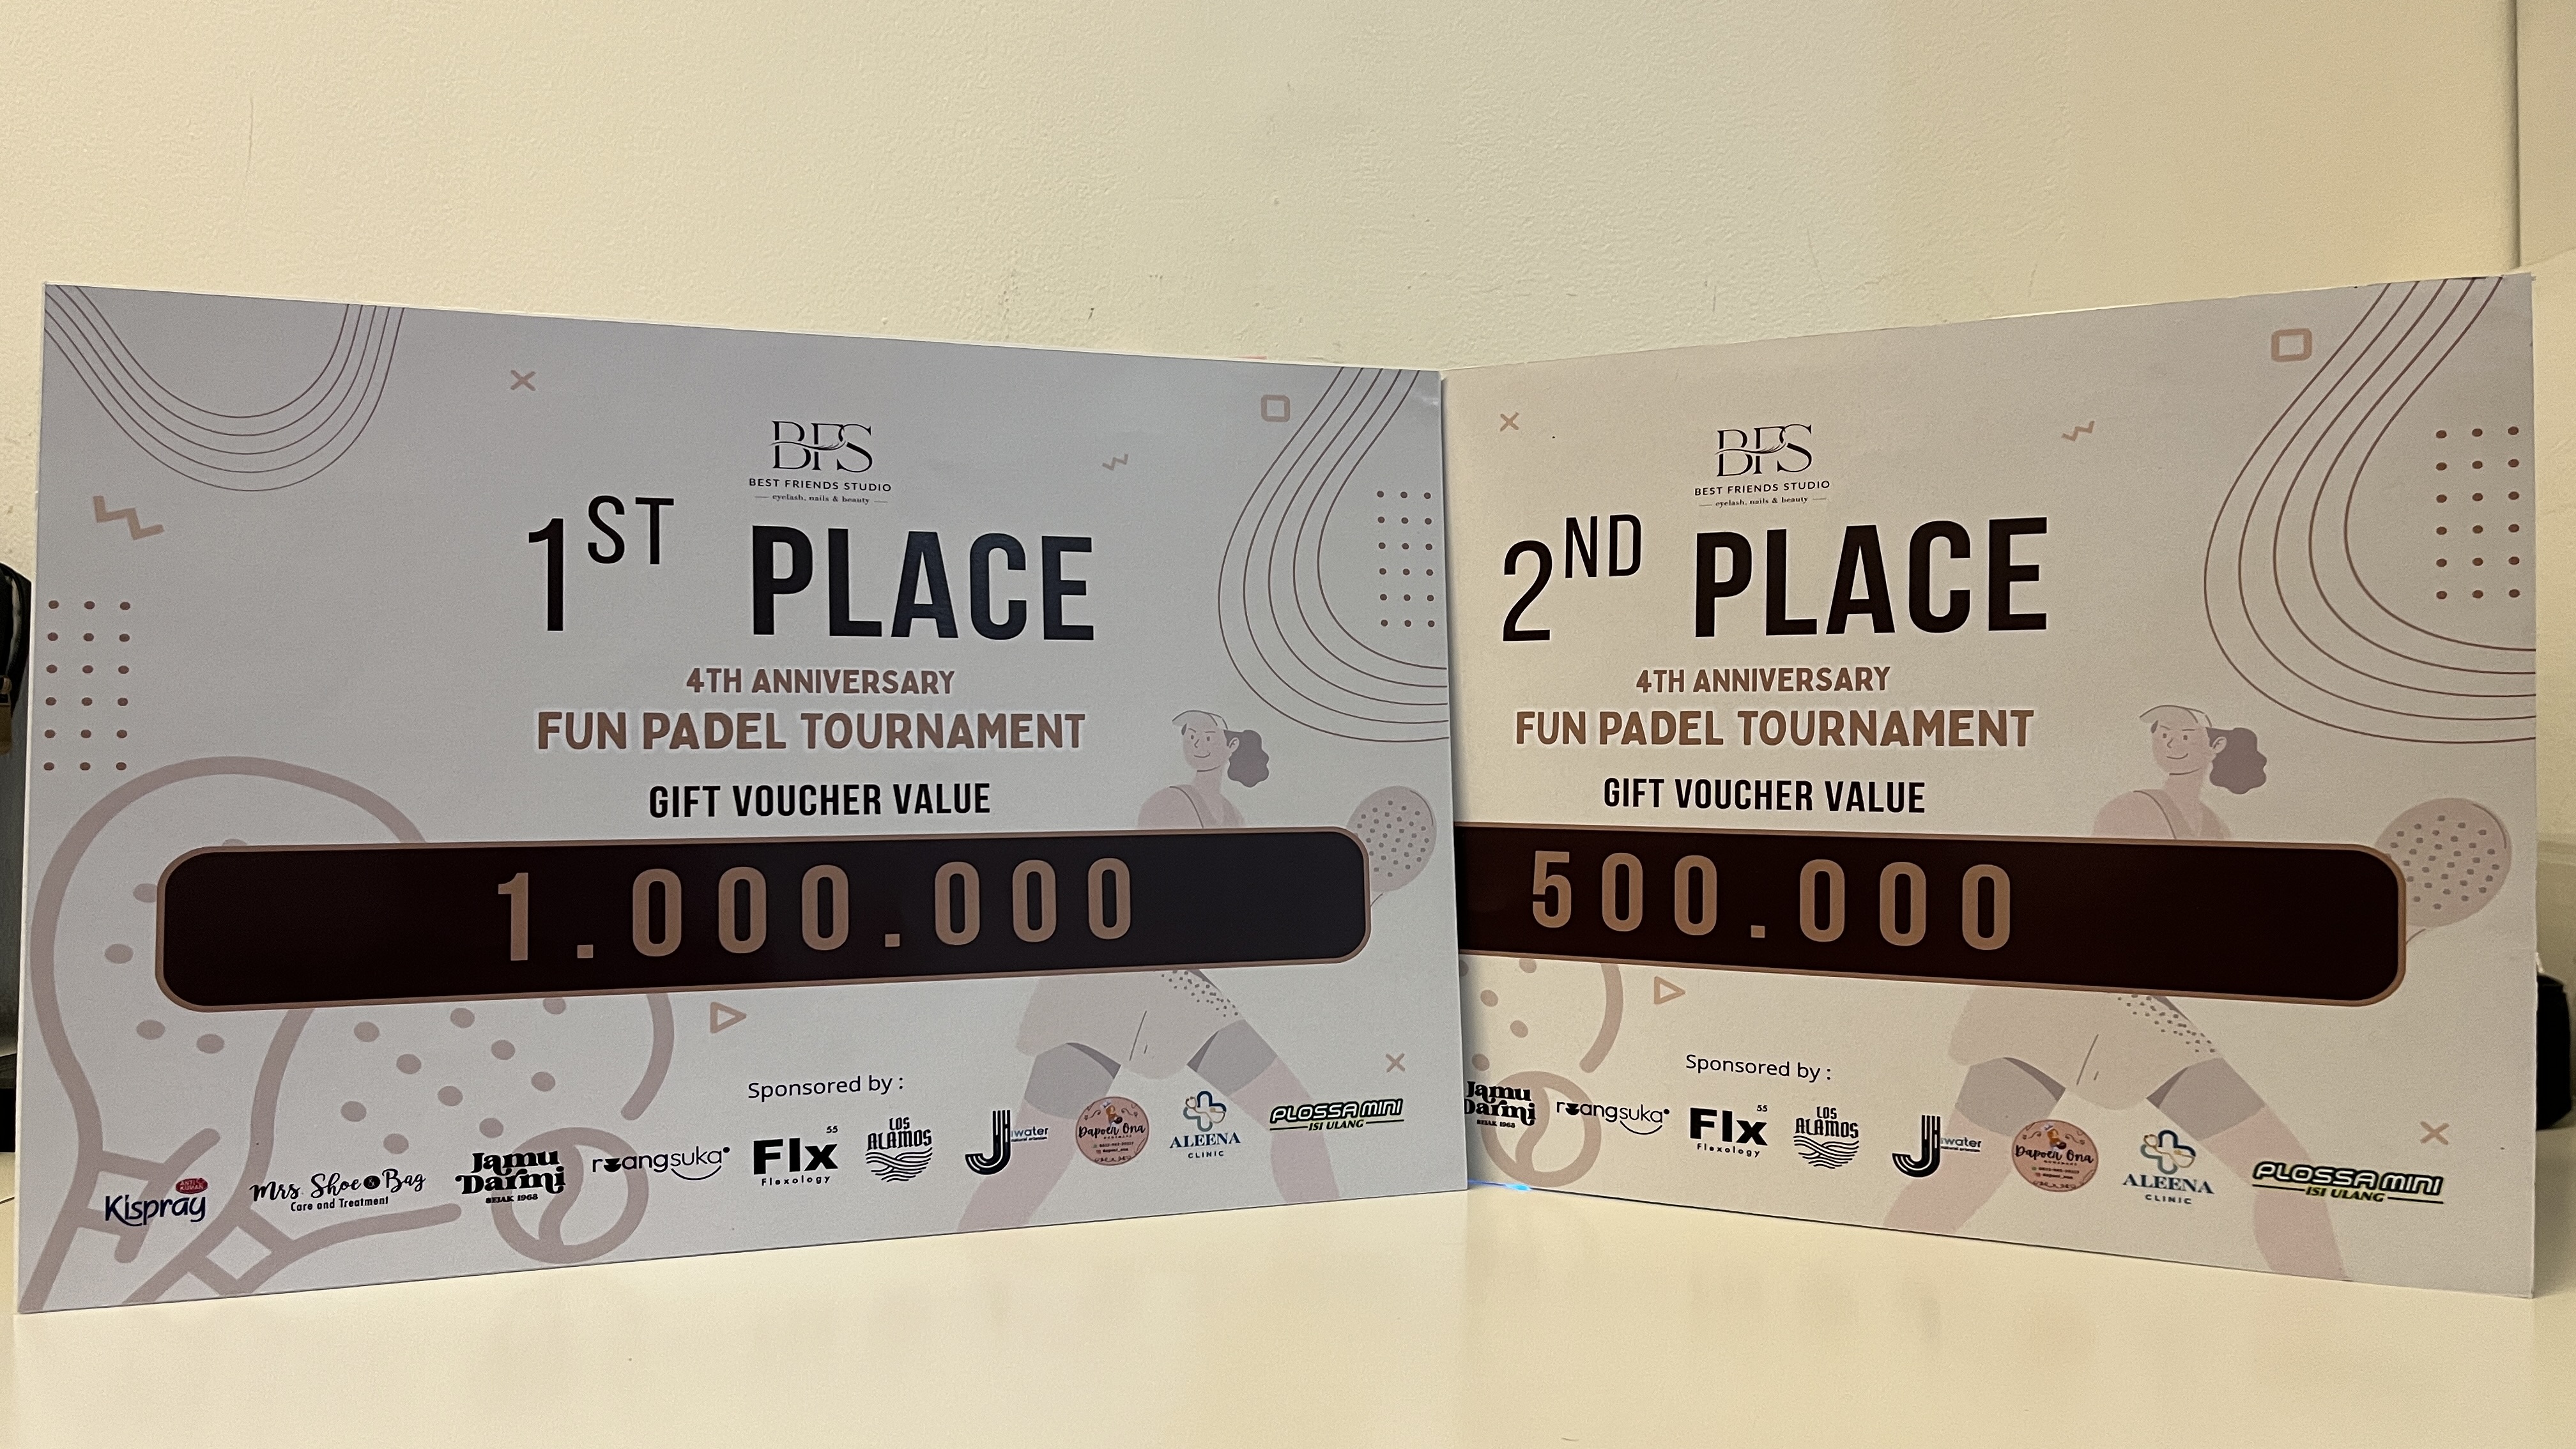 BFS
BEST FRIENDS STUDIO
eyelash, nails & beauty
1ST PLACE
4TH ANNIVERSARY
FUN PADEL TOURNAMENT
GIFT VOUCHER VALUE
1.000.000
Sponsored by :
Kispray
ANTI KUMAN
Mrs. Shoe & Bag
Care and Treatment
Jamu
Darmi
SEJAK 1968
ruangsuka
Flx 55
Flexology
LOS
ALAMOS
water
Dapoer Ona
ALEENA
CLINIC
PLOSSA MINI
ISI ULANG
BFS
BEST FRIENDS STUDIO
eyelash, nails & beauty
2ND PLACE
4TH ANNIVERSARY
FUN PADEL TOURNAMENT
GIFT VOUCHER VALUE
500.000
Sponsored by :
Jamu
Darmi
SEJAK 1968
ruangsuka
Flx 55
Flexology
LOS
ALAMOS
water
Dapoer Ona
ALEENA
CLINIC
PLOSSA MINI
ISI ULANG